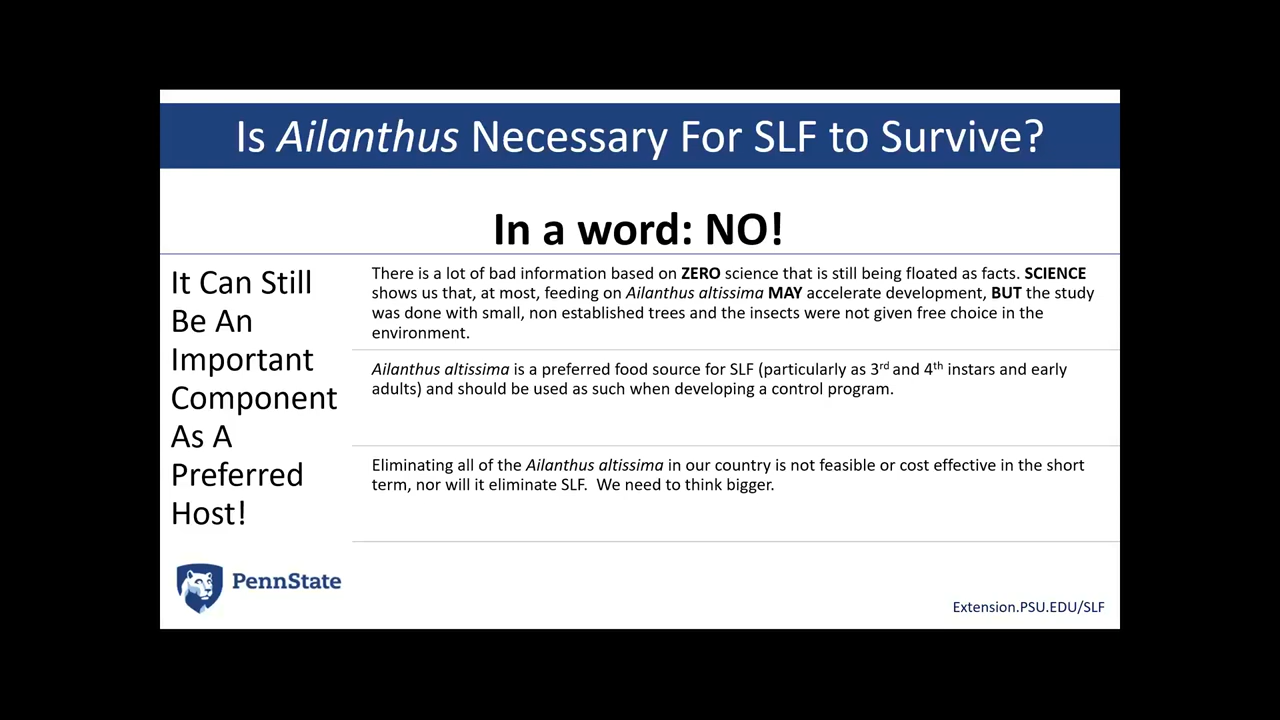 Is Ailanthus Necessary For SLF to Survive?
In a word: NO!
It Can Still
Be An
Important
Component
As A
Preferred
Host!
There is a lot of bad information based on ZERO science that is still being floated as facts. SCIENCE
shows us that, at most, feeding on Ailanthus altissima MAY accelerate development, BUT the study
was done with small, non established trees and the insects were not given free choice in the
environment.
Ailanthus altissima is a preferred food source for SLF (particularly as 3rd and 4th instars and early
adults) and should be used as such when developing a control program.
Eliminating all of the Ailanthus altissima in our country is not feasible or cost effective in the short
term, nor will it eliminate SLF.  We need to think bigger.
PennState
Extension.PSU.EDU/SLF